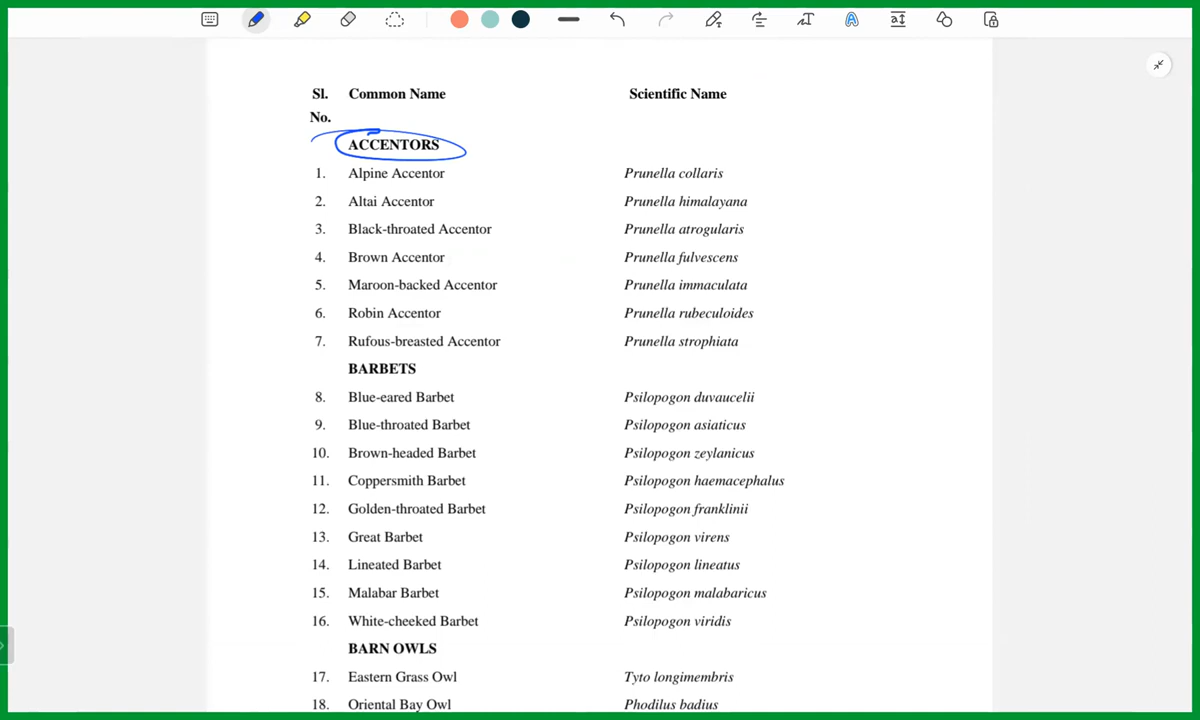 Sl. Common Name Scientific Name
No.
ACCENTORS
1. Alpine Accentor Prunella collaris
2. Altai Accentor Prunella himalayana
3. Black-throated Accentor Prunella atrogularis
4. Brown Accentor Prunella fulvescens
5. Maroon-backed Accentor Prunella immaculata
6. Robin Accentor Prunella rubeculoides
7. Rufous-breasted Accentor Prunella strophiata
BARBETS
8. Blue-eared Barbet Psilopogon duvaucelii
9. Blue-throated Barbet Psilopogon asiaticus
10. Brown-headed Barbet Psilopogon zeylanicus
11. Coppersmith Barbet Psilopogon haemacephalus
12. Golden-throated Barbet Psilopogon franklinii
13. Great Barbet Psilopogon virens
14. Lineated Barbet Psilopogon lineatus
15. Malabar Barbet Psilopogon malabaricus
16. White-cheeked Barbet Psilopogon viridis
BARN OWLS
17. Eastern Grass Owl Tyto longimembris
18. Oriental Bay Owl Phodilus badius